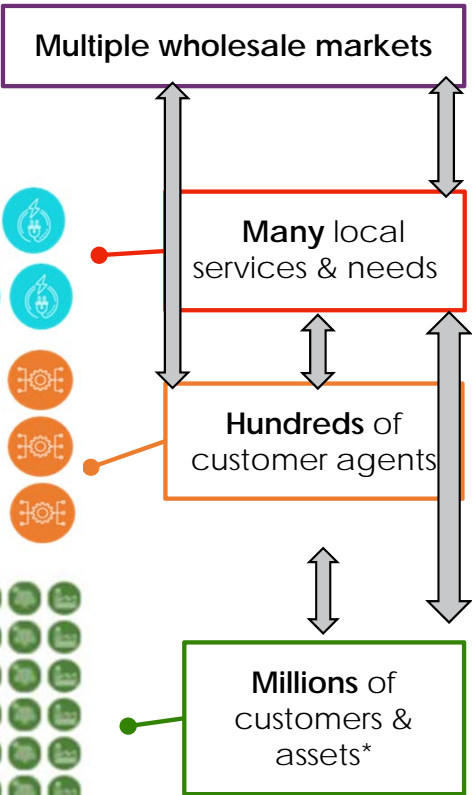 Multiple wholesale markets
Many local
services & needs
Hundreds of
customer agents
Millions of
customers &
assets*